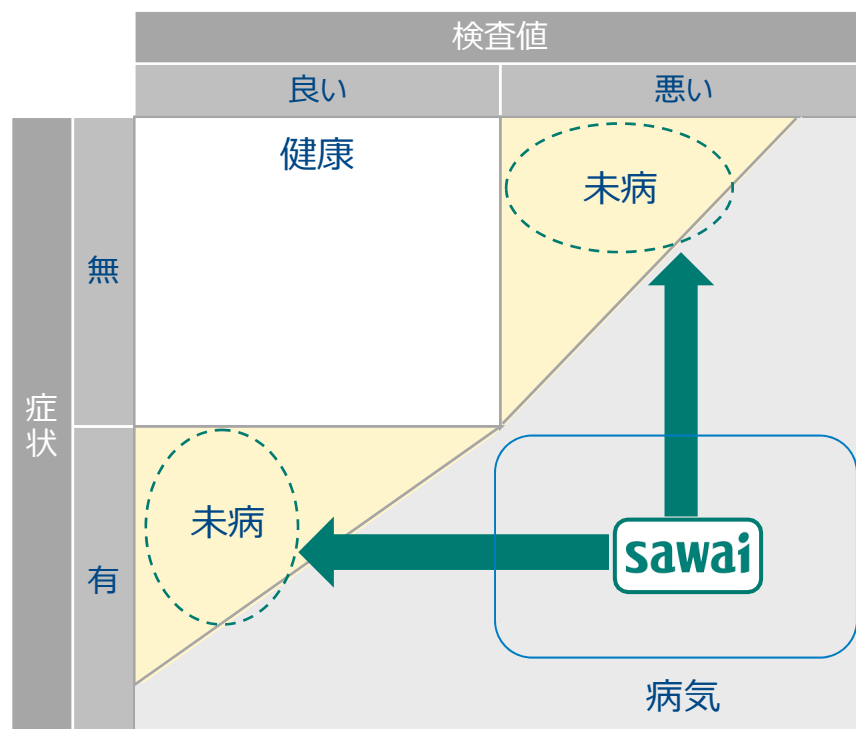 検査値
良い
悪い
健康
未病
無
症状
未病
有
sawai
病気